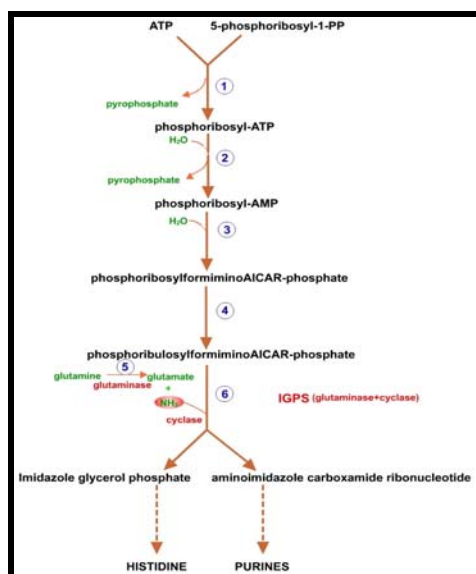 ATP 5-phosphoribosyl-1-PP
1
pyrophosphate
phosphoribosyl-ATP
H₂O
2
pyrophosphate
phosphoribosyl-AMP
H₂O
3
phosphoribosylformiminoAICAR-phosphate
4
phosphoribulosylformiminoAICAR-phosphate
5
glutamine glutamate
glutaminase
+
6
NH₃
IGPS (glutaminase+cyclase)
cyclase
Imidazole glycerol phosphate aminoimidazole carboxamide ribonucleotide
HISTIDINE PURINES